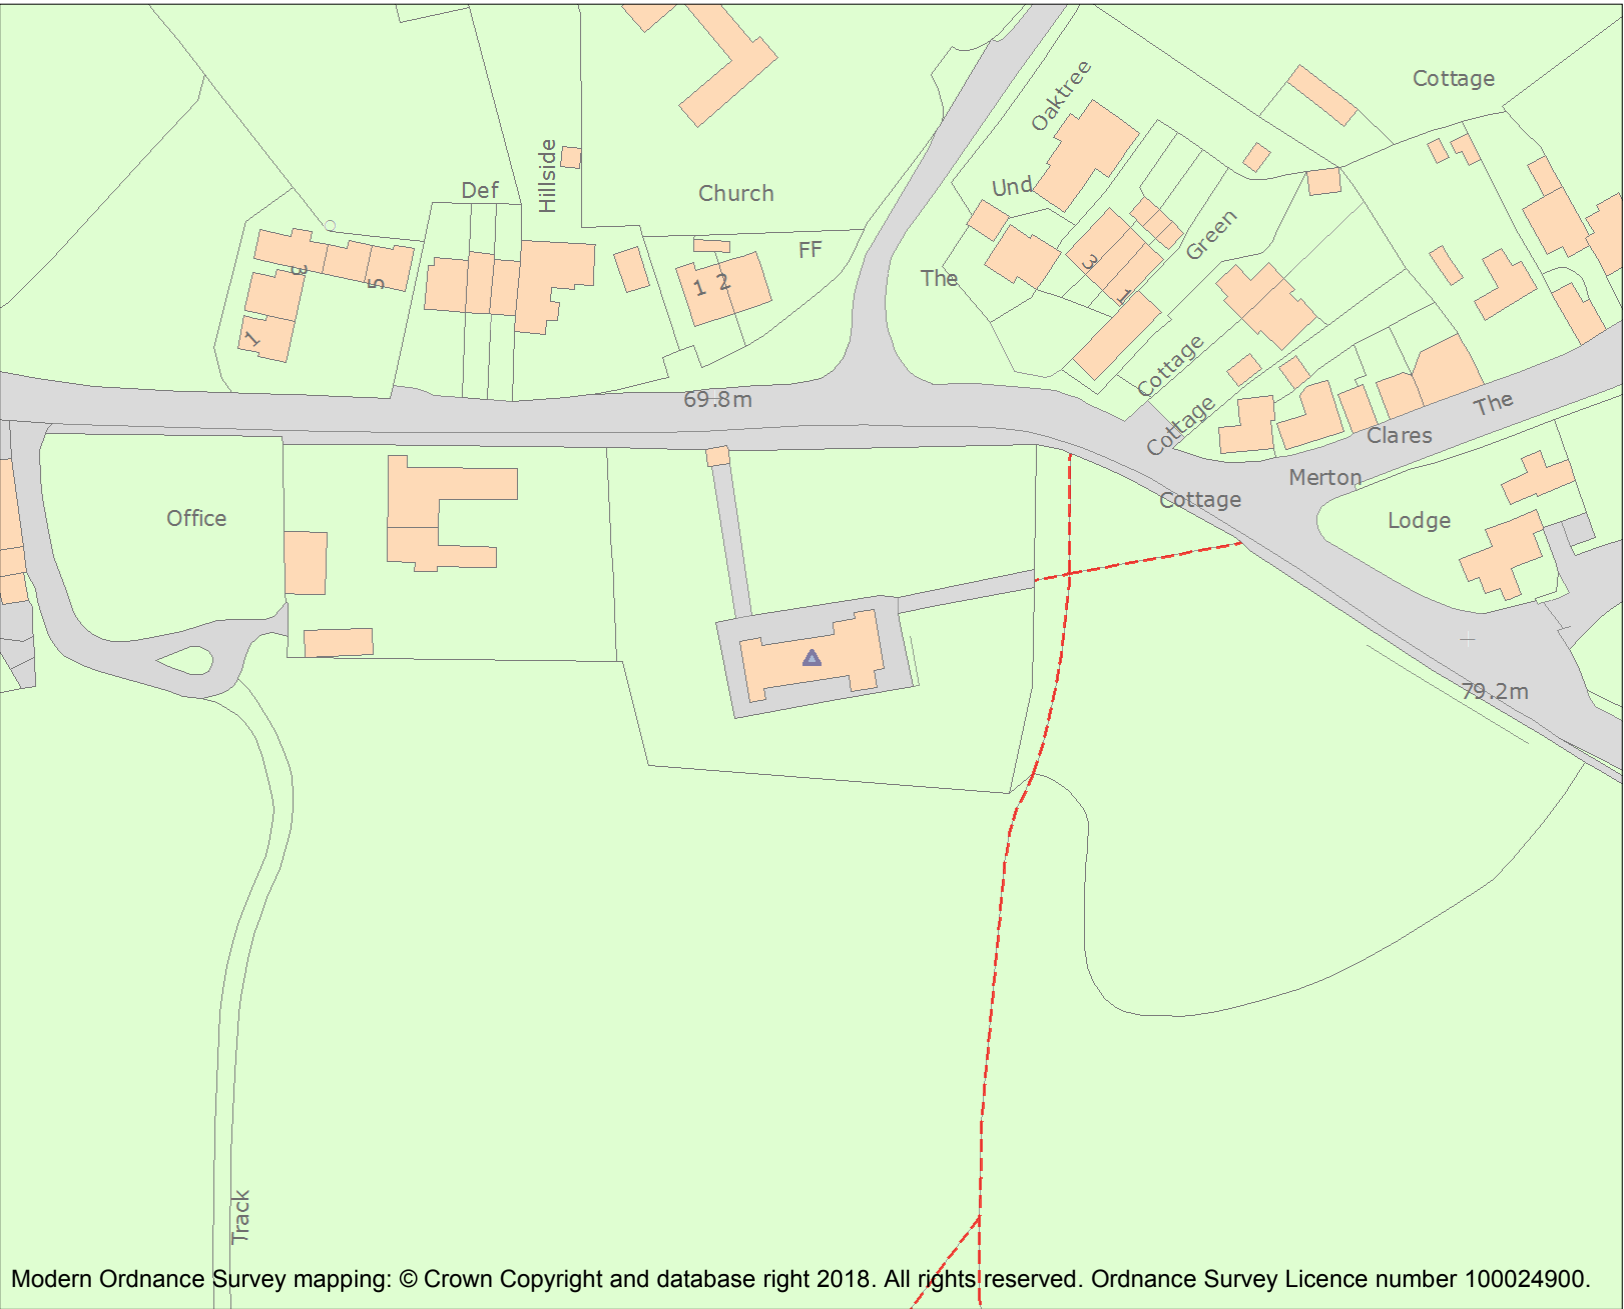 Cottage
Oaktree
Hillside
Def
Church
Und
FF
Green
The
3
5
1
1 2
3
1
69.8m
Cottage
Cottage
The
Clares
Merton
Cottage
Office
Lodge
79.2m
Track
Modern Ordnance Survey mapping: © Crown Copyright and database right 2018. All rights reserved. Ordnance Survey Licence number 100024900.